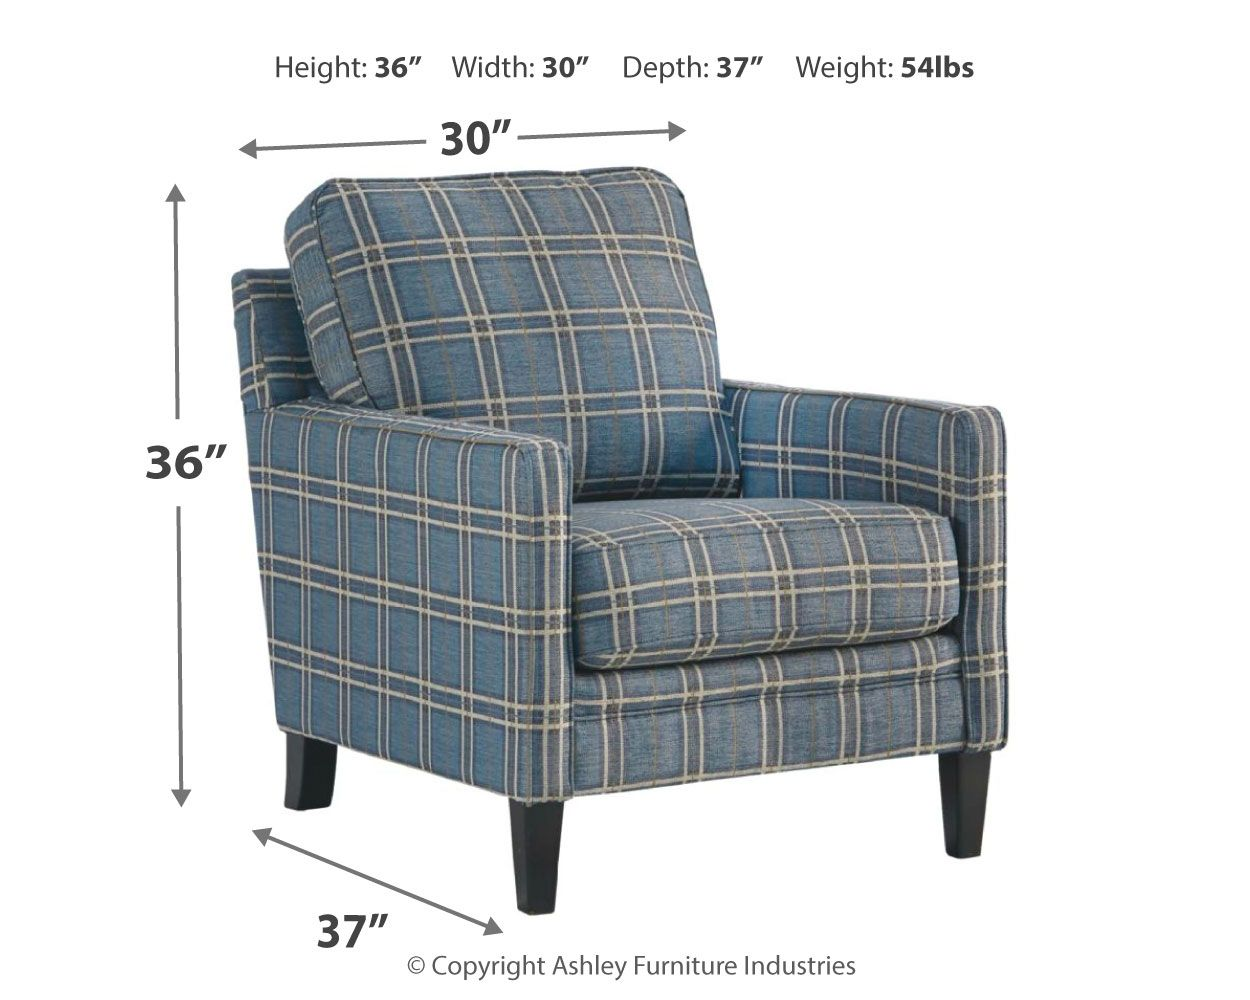 Height: 36” Width: 30” Depth: 37” Weight: 54lbs
30”
36”
37”
© Copyright Ashley Furniture Industries